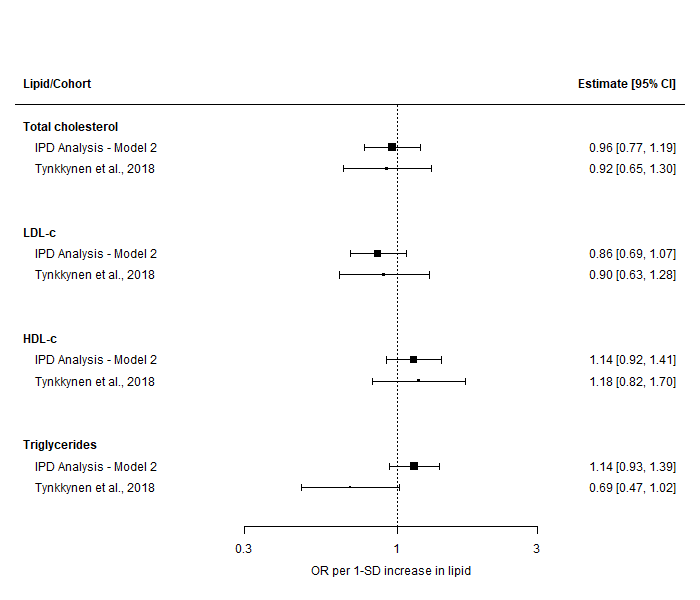 Lipid/Cohort Estimate [95% CI]
Total cholesterol
IPD Analysis - Model 2 0.96 [0.77, 1.19]
Tynkkynen et al., 2018 0.92 [0.65, 1.30]
LDL-c
IPD Analysis - Model 2 0.86 [0.69, 1.07]
Tynkkynen et al., 2018 0.90 [0.63, 1.28]
HDL-c
IPD Analysis - Model 2 1.14 [0.92, 1.41]
Tynkkynen et al., 2018 1.18 [0.82, 1.70]
Triglycerides
IPD Analysis - Model 2 1.14 [0.93, 1.39]
Tynkkynen et al., 2018 0.69 [0.47, 1.02]
0.3 1 3
OR per 1-SD increase in lipid